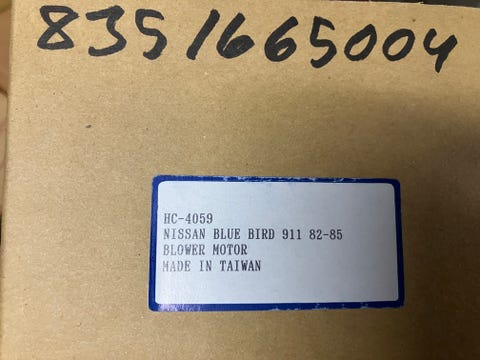 8351665004
HC-4059
NISSAN BLUE BIRD 911 82-85
BLOWER MOTOR
MADE IN TAIWAN